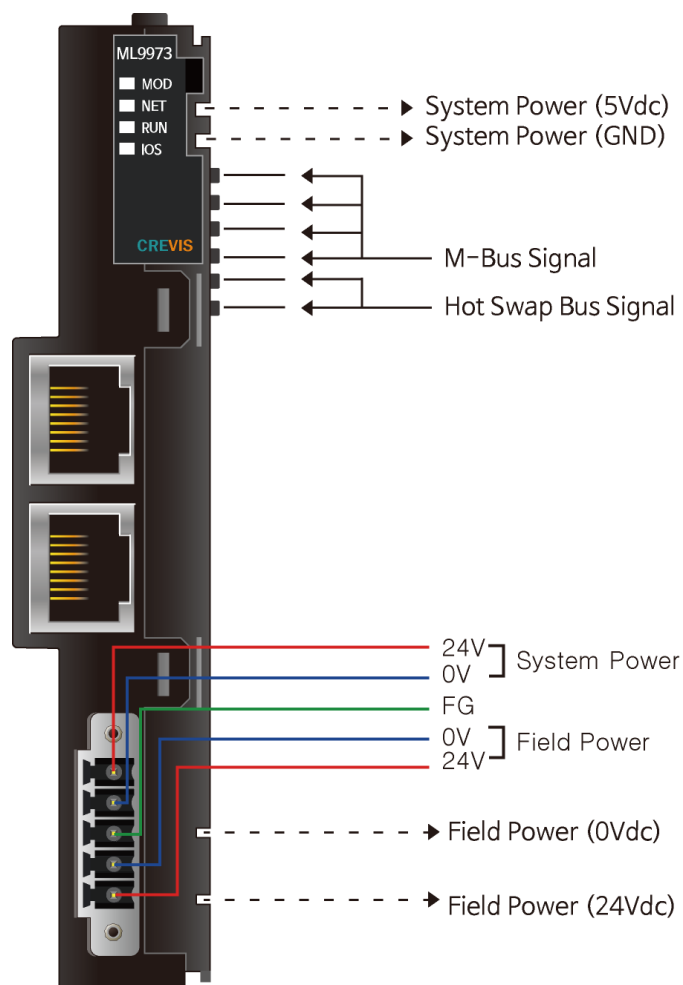 ML9973
MOD
NET
RUN
IOS
CREVIS
System Power (5Vdc)
System Power (GND)
M-Bus Signal
Hot Swap Bus Signal
24V
0V
System Power
FG
0V
24V
Field Power
Field Power (0Vdc)
Field Power (24Vdc)